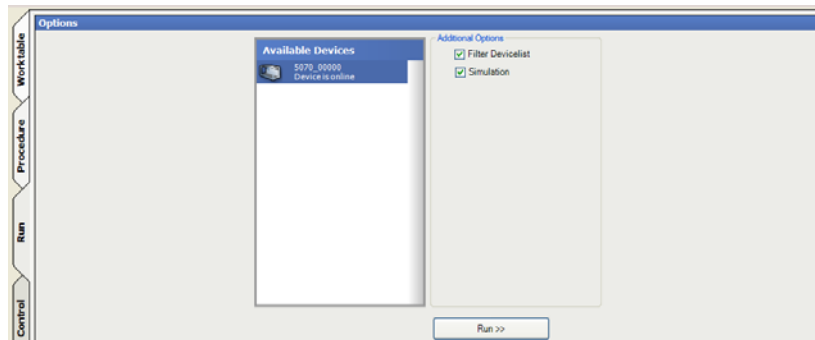 Options
Worktable
Procedure
Run
Control
Available Devices
5070_00000
Device is online
Additional Options
Filter Devicelist
Simulation
Run >>